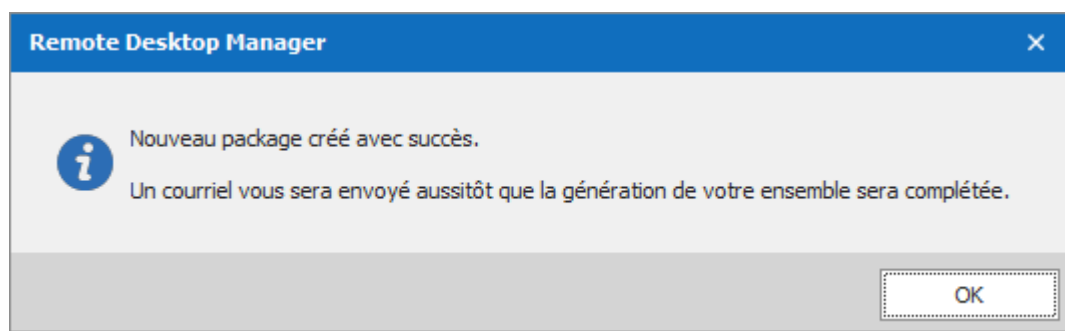 Remote Desktop Manager
Nouveau package créé avec succès.
Un courriel vous sera envoyé aussitôt que la génération de votre ensemble sera complétée.
OK